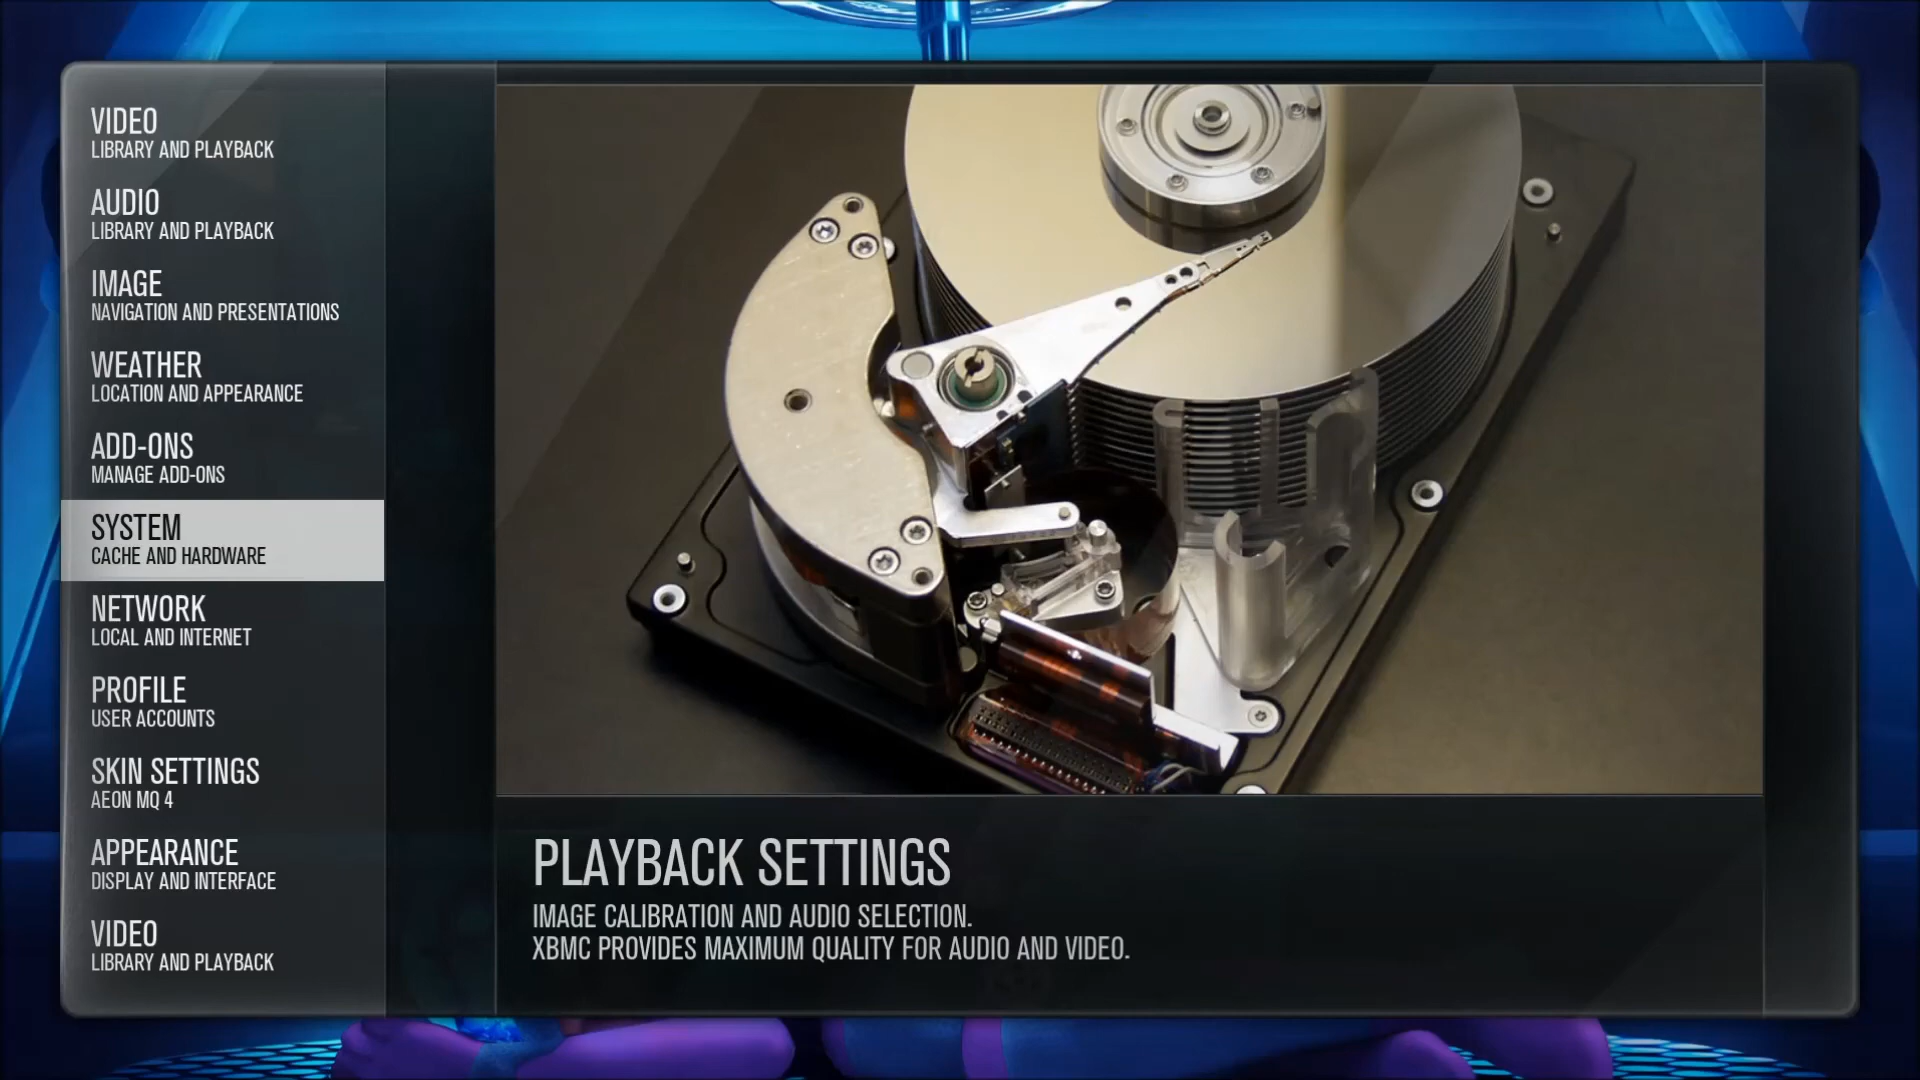 VIDEO
LIBRARY AND PLAYBACK
AUDIO
LIBRARY AND PLAYBACK
IMAGE
NAVIGATION AND PRESENTATIONS
WEATHER
LOCATION AND APPEARANCE
ADD-ONS
MANAGE ADD-ONS
SYSTEM
CACHE AND HARDWARE
NETWORK
LOCAL AND INTERNET
PROFILE
USER ACCOUNTS
SKIN SETTINGS
AEON MQ 4
APPEARANCE
DISPLAY AND INTERFACE
VIDEO
LIBRARY AND PLAYBACK
PLAYBACK SETTINGS
IMAGE CALIBRATION AND AUDIO SELECTION.
XBMC PROVIDES MAXIMUM QUALITY FOR AUDIO AND VIDEO.